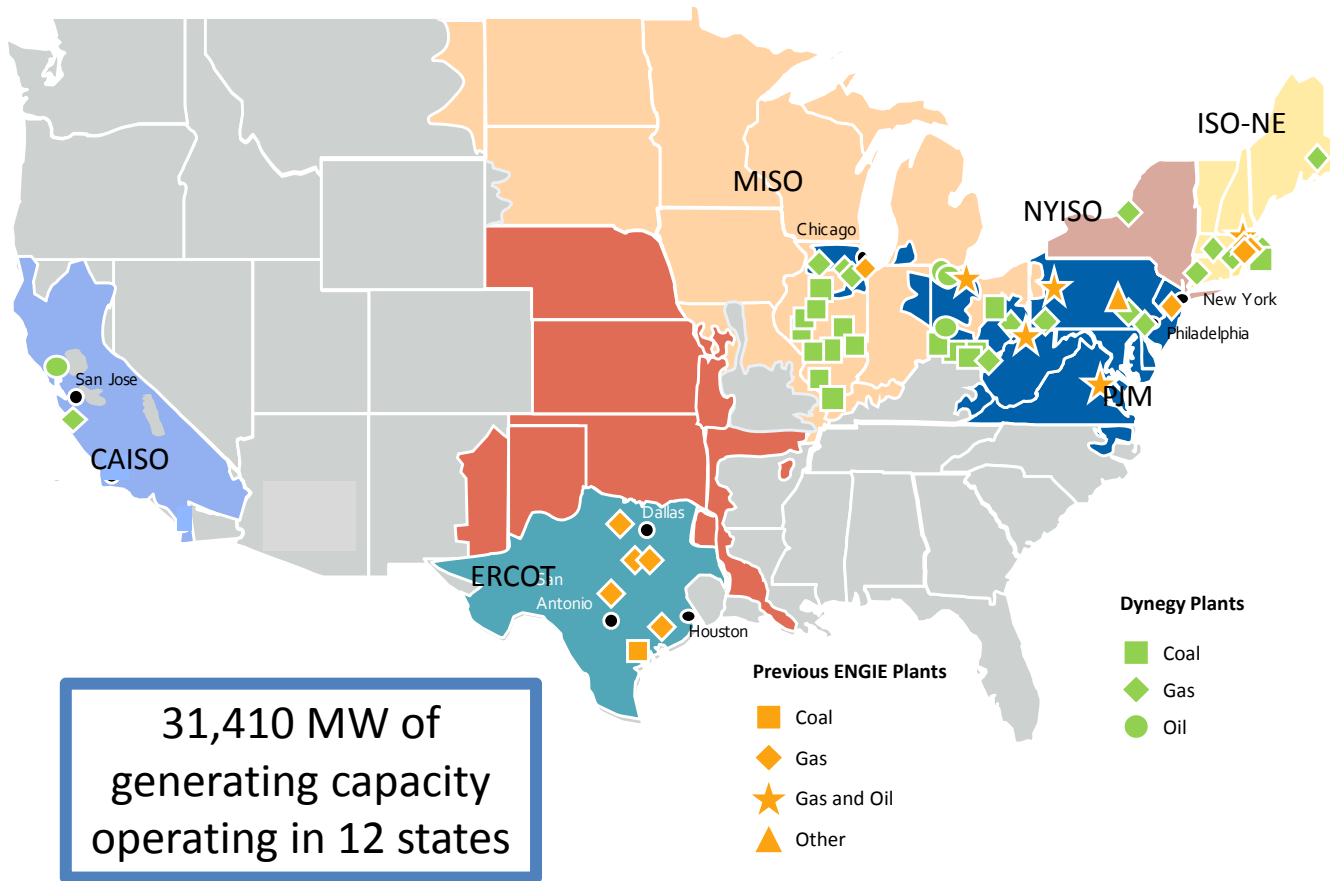 ISO-NE
MISO
NYISO
Chicago
New York
Philadelphia
San Jose
PJM
CAISO
Dallas
ERCOT
San
Antonio
Houston
Dynegy Plants
Coal
Gas
Oil
Previous ENGIE Plants
Coal
Gas
Gas and Oil
Other
31,410 MW of
generating capacity
operating in 12 states